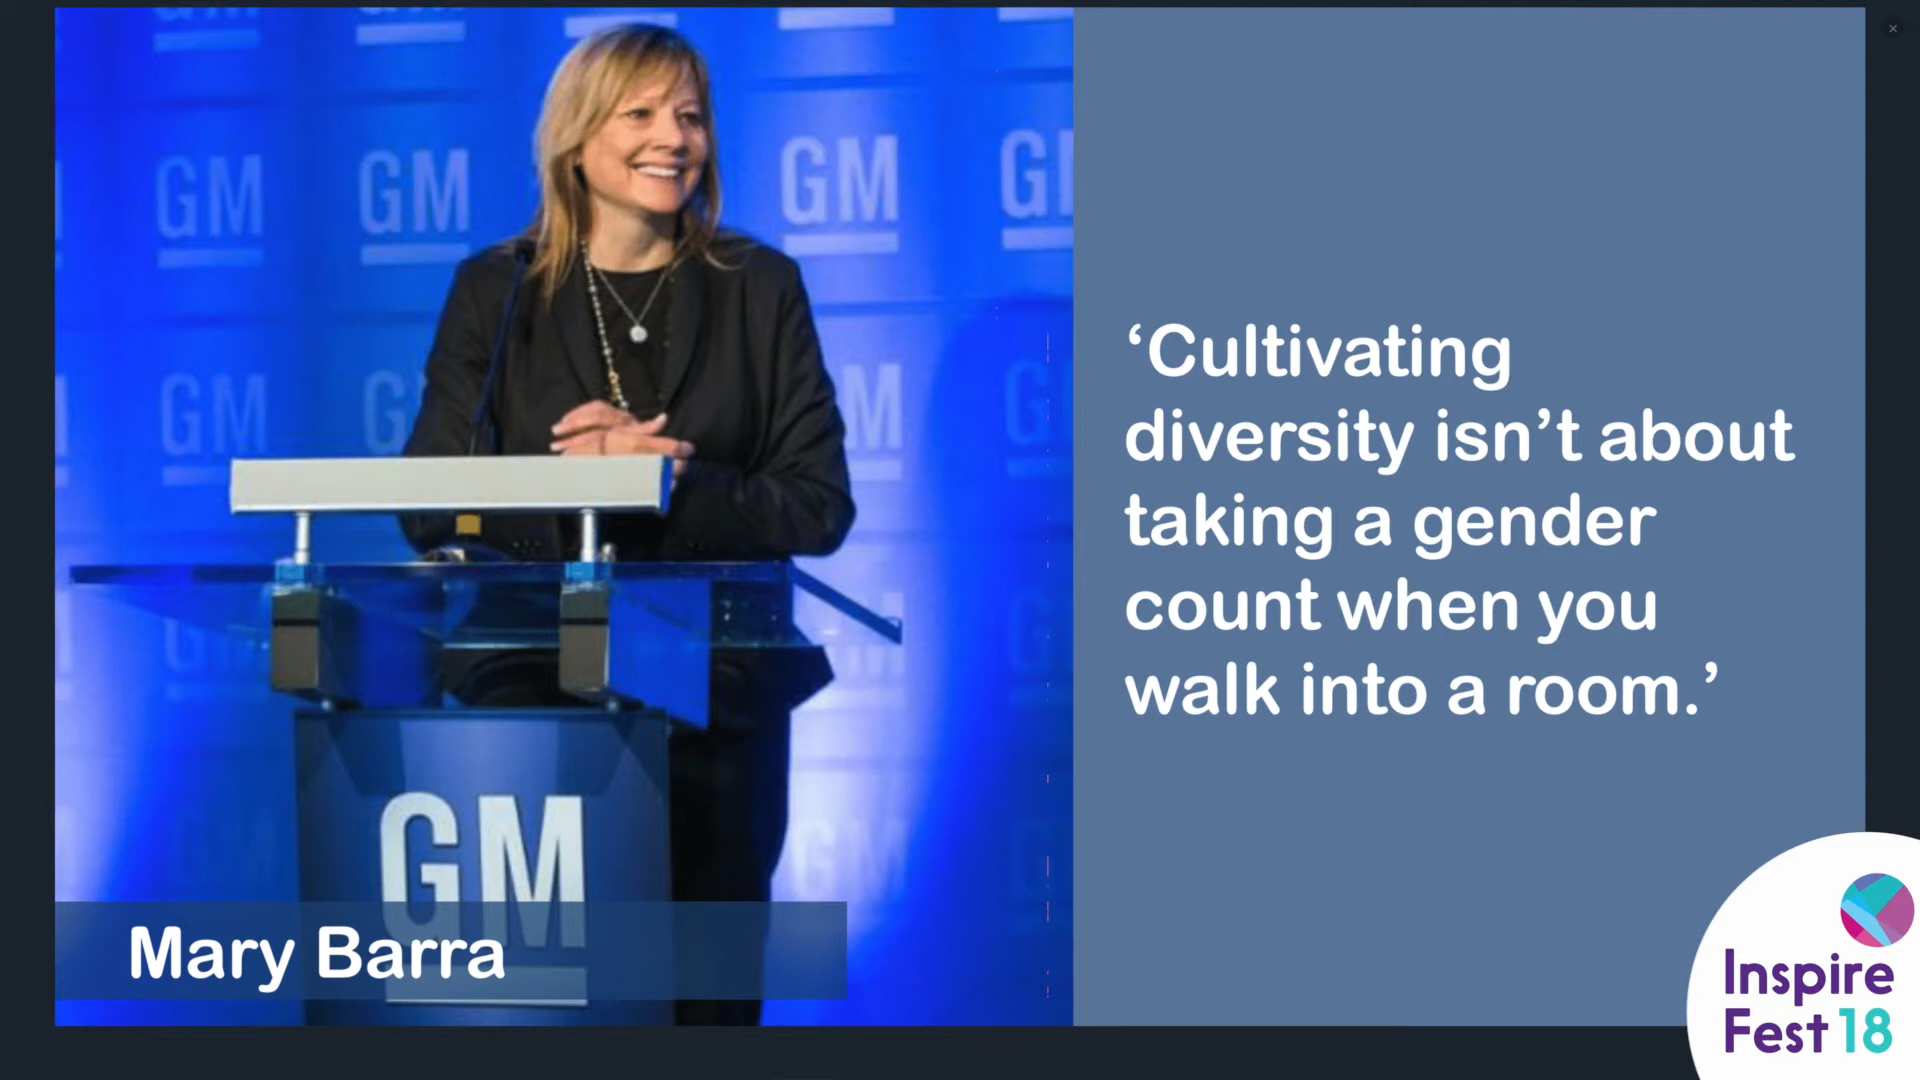 GM GM GM
GM GM
GM
Mary Barra
‘Cultivating
diversity isn’t about
taking a gender
count when you
walk into a room.’
Inspire
Fest 18